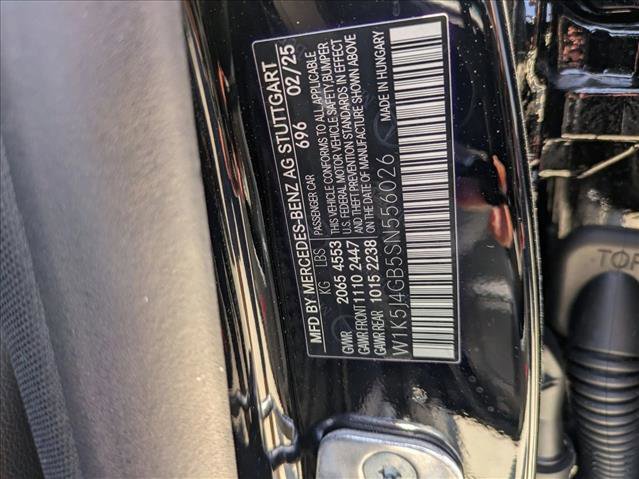 MFD BY MERCEDES-BENZ AG STUTTGART
696 02/25
PASSENGER CAR
THIS VEHICLE CONFORMS TO ALL APPLICABLE
U.S. FEDERAL MOTOR VEHICLE SAFETY, BUMPER
AND THEFT PREVENTION STANDARDS IN EFFECT
ON THE DATE OF MANUFACTURE SHOWN ABOVE
KG LBS
GVWR 2065 4553
GAWR FRONT 1110 2447
GAWR REAR 1015 2238
MADE IN HUNGARY
W1K5J4GB5SN556026
TOP